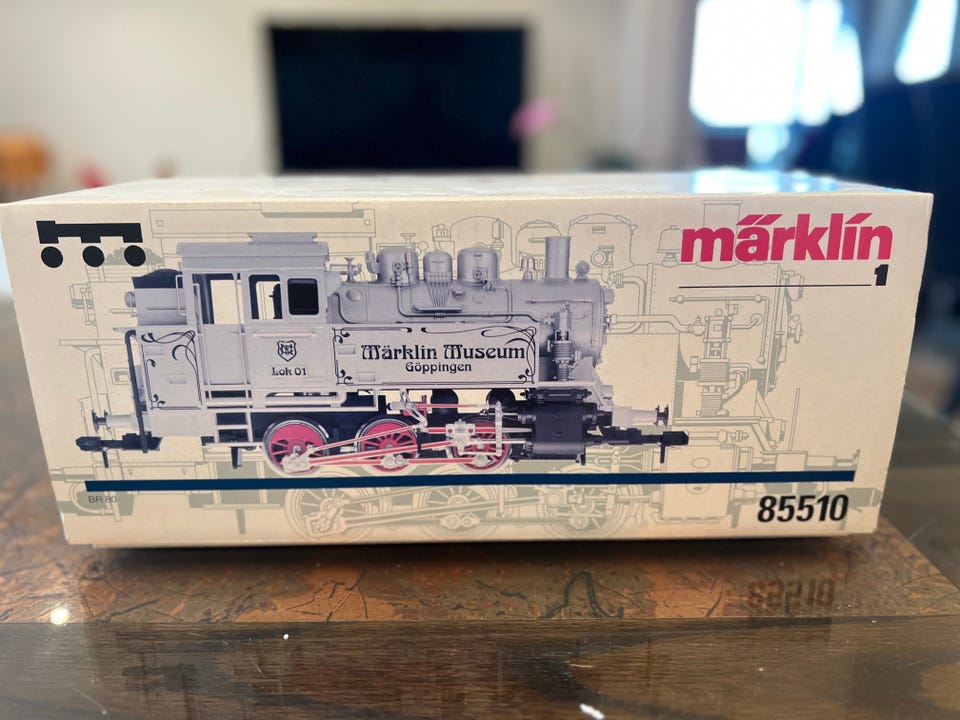 märklin
1
Märklin Museum
Göppingen
Lok 01
BR 80
85510